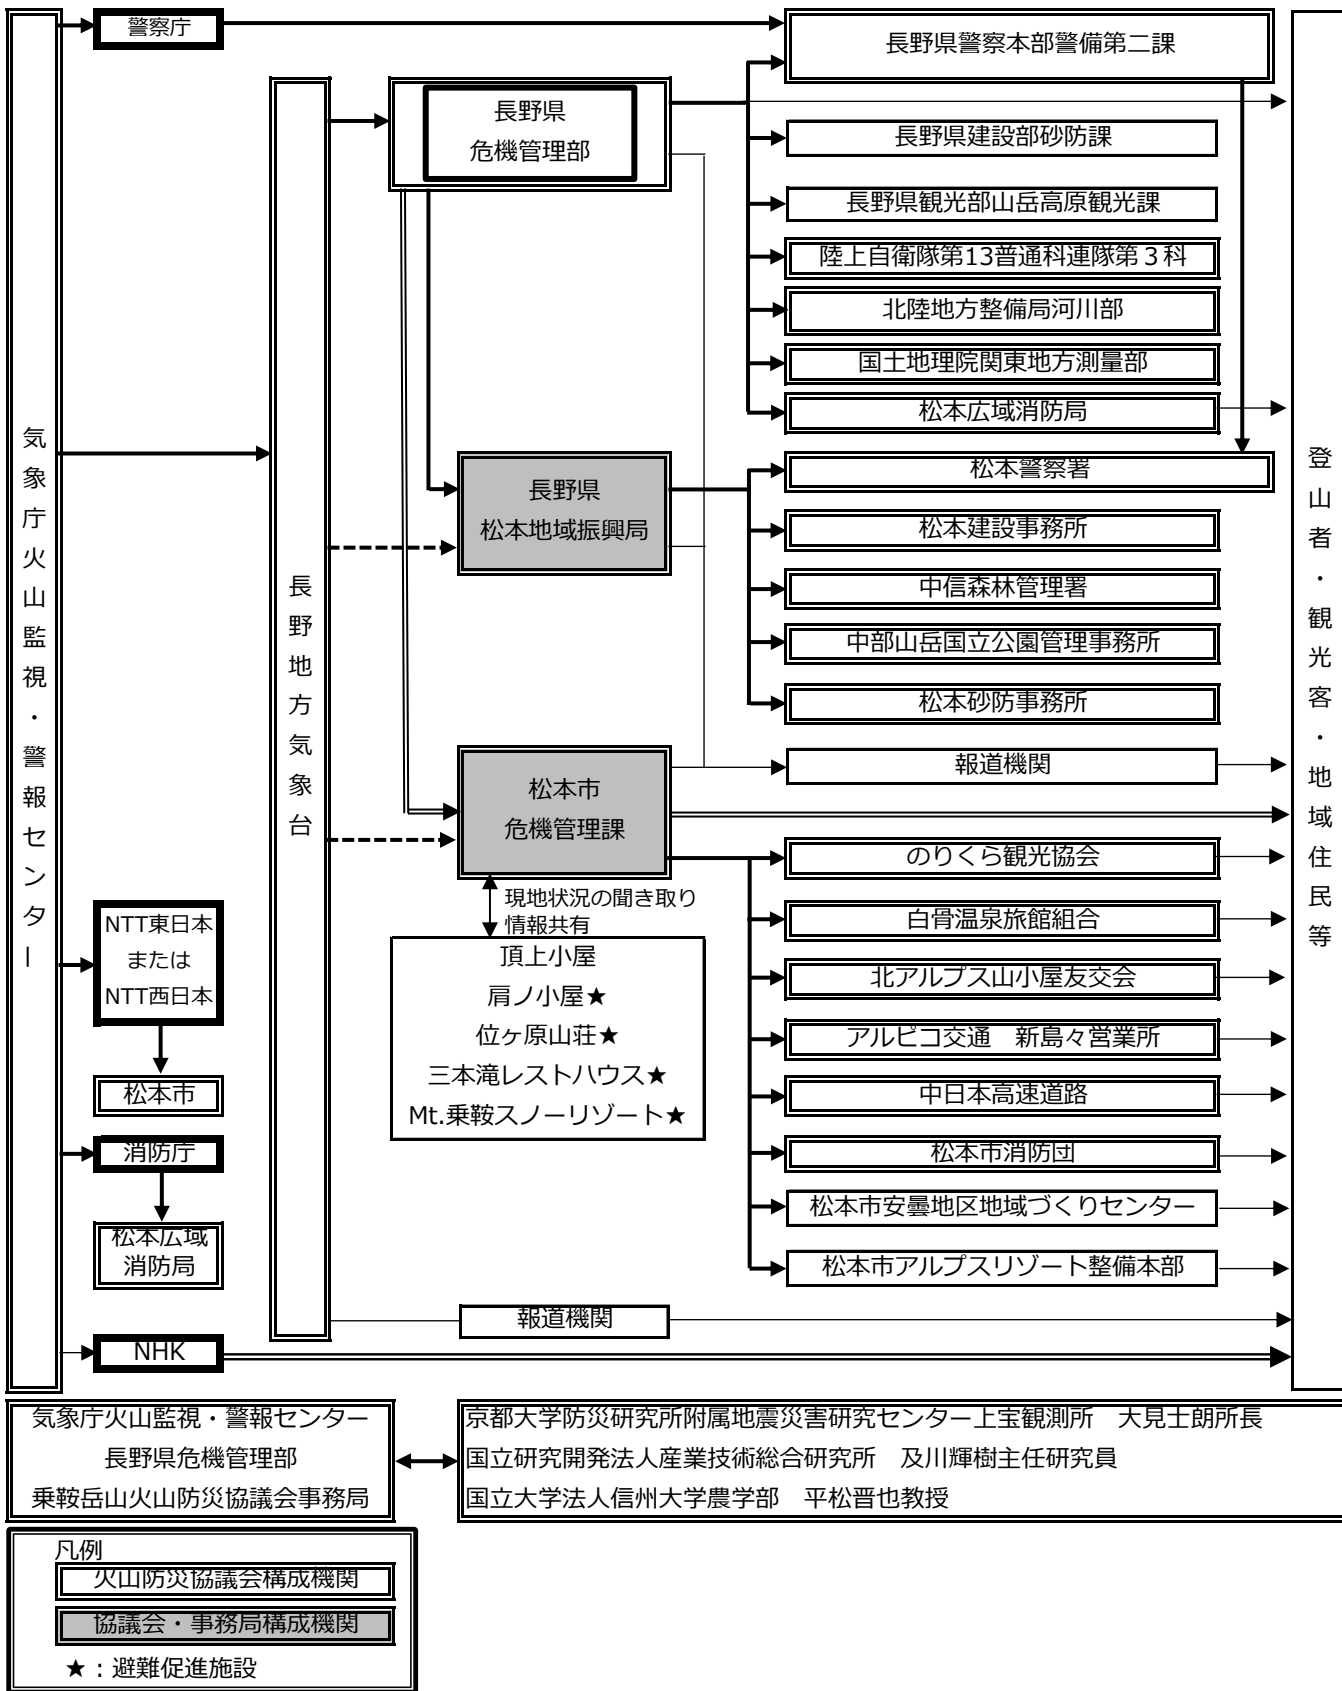 気象庁火山監視・警報センター
警察庁
長野地方気象台
長野県
危機管理部
長野県警察本部警備第二課
長野県建設部砂防課
長野県観光部山岳高原観光課
陸上自衛隊第13普通科連隊第３科
北陸地方整備局河川部
国土地理院関東地方測量部
松本広域消防局
長野県
松本地域振興局
松本警察署
松本建設事務所
中信森林管理署
中部山岳国立公園管理事務所
松本砂防事務所
松本市
危機管理課
報道機関
のりくら観光協会
白骨温泉旅館組合
北アルプス山小屋友交会
アルピコ交通　新島々営業所
中日本高速道路
松本市消防団
松本市安曇地区地域づくりセンター
松本市アルプスリゾート整備本部
現地状況の聞き取り
情報共有
頂上小屋
肩ノ小屋★
位ヶ原山荘★
三本滝レストハウス★
Mt.乗鞍スノーリゾート★
NTT東日本
または
NTT西日本
松本市
消防庁
松本広域
消防局
報道機関
NHK
登山者・観光客・地域住民等
気象庁火山監視・警報センター
長野県危機管理部
乗鞍岳山火山防災協議会事務局
京都大学防災研究所附属地震災害研究センター上宝観測所　大見士朗所長
国立研究開発法人産業技術総合研究所　及川輝樹主任研究員
国立大学法人信州大学農学部　平松晋也教授
凡例
火山防災協議会構成機関
協議会・事務局構成機関
★：避難促進施設